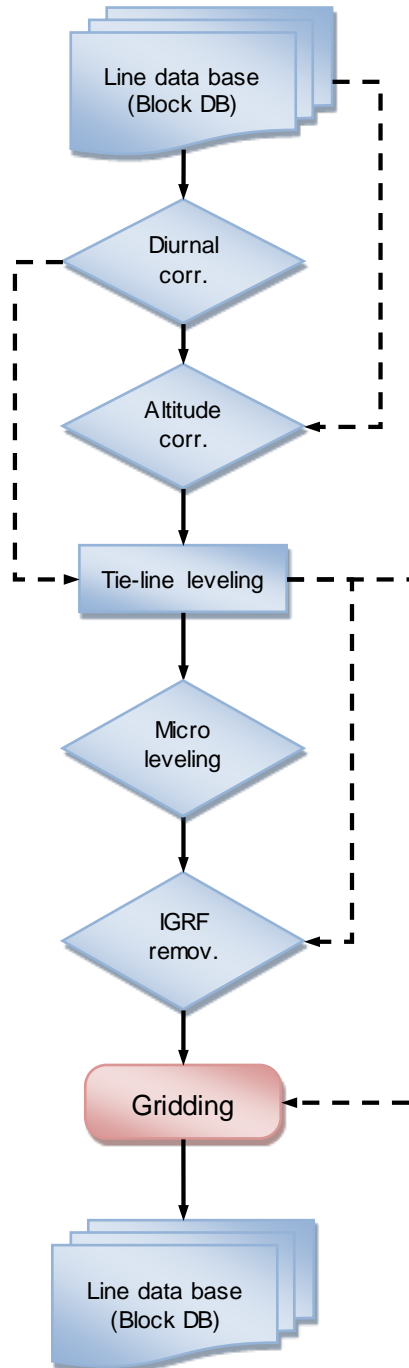 Line data base
(Block DB)
Diurnal
corr.
Altitude
corr.
Tie-line leveling
Micro
leveling
IGRF
remov.
Gridding
Line data base
(Block DB)